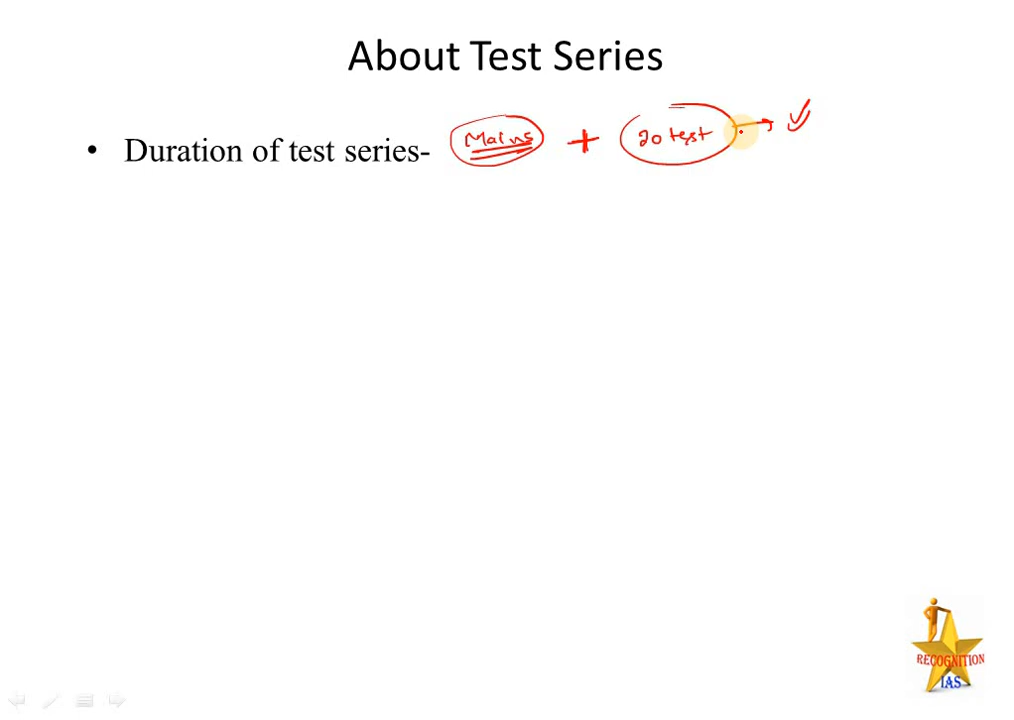 About Test Series
• Duration of test series- Mains + 20 test
RECOGNITION
IAS